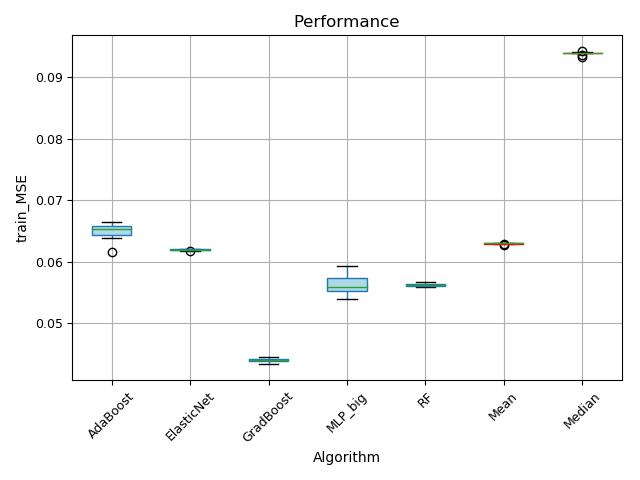 Performance
train_MSE
0.09
0.08
0.07
0.06
0.05
AdaBoost
ElasticNet
GradBoost
MLP_big
RF
Mean
Median
Algorithm